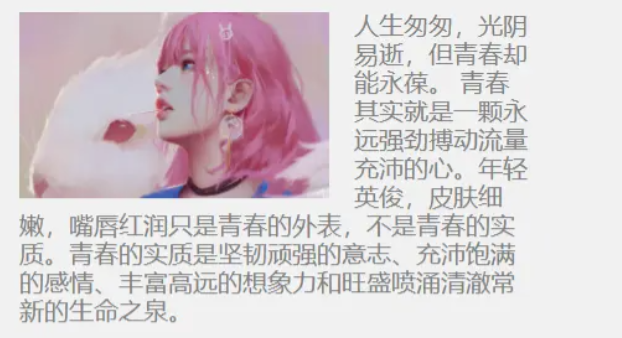 人生匆匆，光阴
易逝，但青春却
能永葆。 青春
其实就是一颗永
远强劲搏动流量
充沛的心。年轻
英俊，皮肤细
嫩，嘴唇红润只是青春的外表，不是青春的实
质。青春的实质是坚韧顽强的意志、充沛饱满
的感情、丰富高远的想象力和旺盛喷涌清澈常
新的生命之泉。